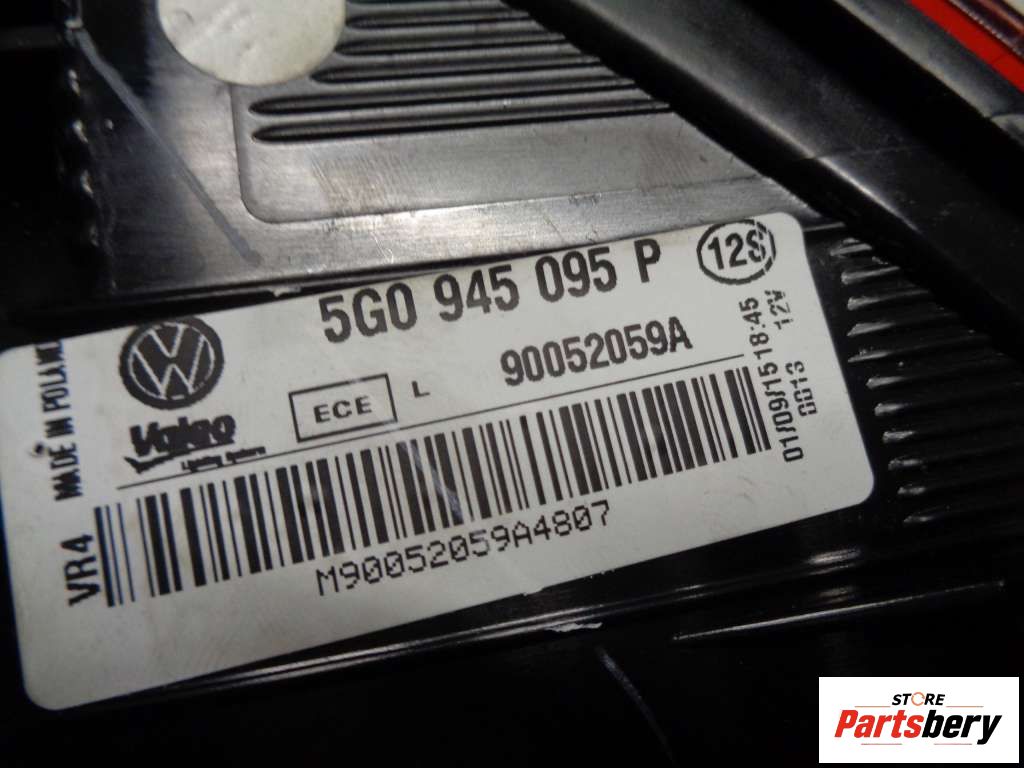 5G0 945 095 P
12S
90052059A
ECE
L
Valeo
MADE IN POLAND
VR4
M90052059A4807
01/09/15 18:45
0013 12V
STORE
Partsbery